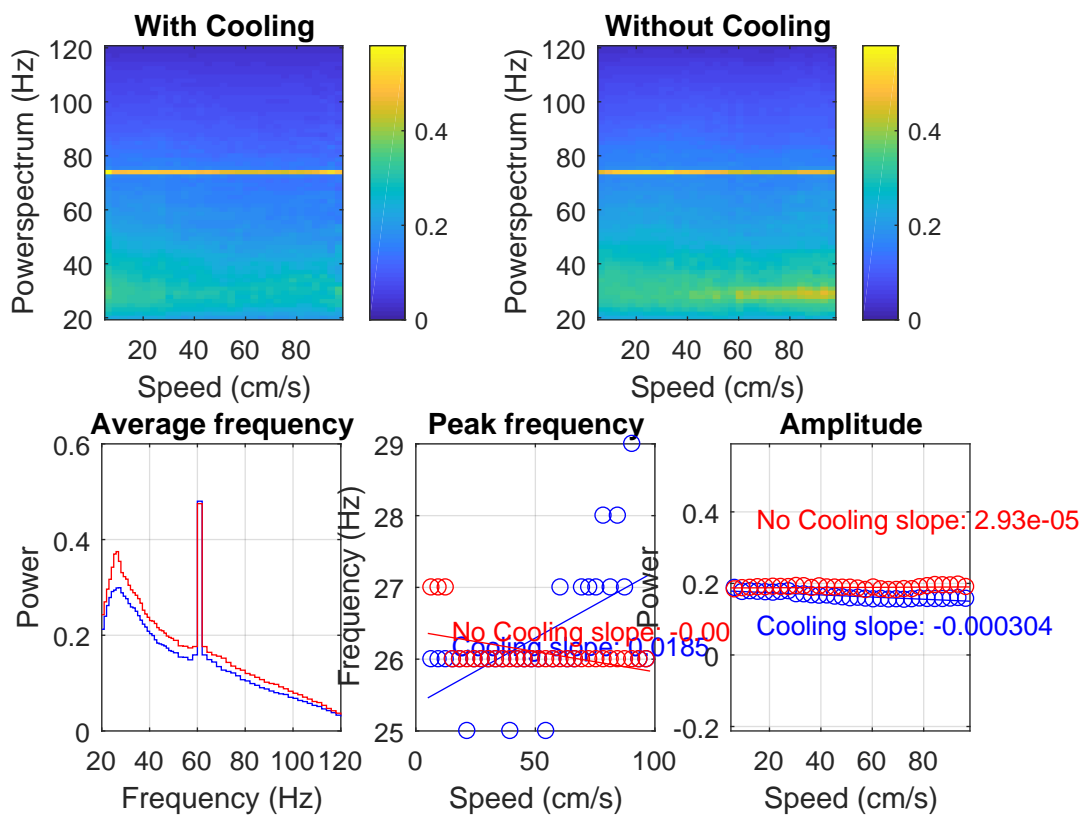 With Cooling
Without Cooling
Powerspectrum (Hz)
120
100
80
60
40
20
20 40 60 80
Speed (cm/s)
0.4
0.2
0
Powerspectrum (Hz)
120
100
80
60
40
20
20 40 60 80
Speed (cm/s)
0.4
0.2
0
Average frequency
Power
0.6
0.4
0.2
0
20 40 60 80 100 120
Frequency (Hz)
Peak frequency
Frequency (Hz)
29
28
27
26
25
No Cooling slope: -0.00
Cooling slope: 0.0185
0 50 100
Speed (cm/s)
Amplitude
Power
0.4
0.2
0
-0.2
No Cooling slope: 2.93e-05
Cooling slope: -0.000304
20 40 60 80
Speed (cm/s)